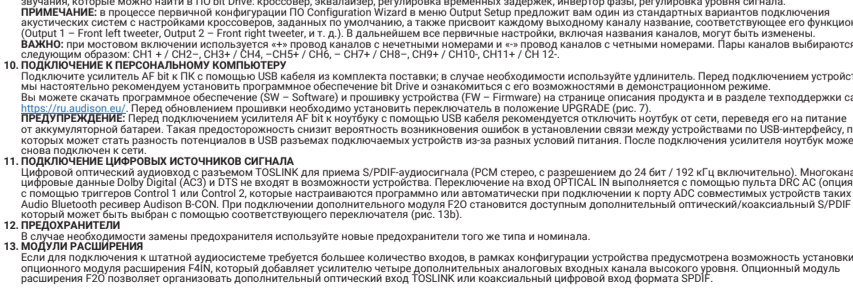 звучания, которые можно найти в ПО bit Drive: кроссовер, эквалайзер, регулировка временных задержек, инвертор фазы, регулировка уровня сигнала.
ПРИМЕЧАНИЕ: в процессе первичной конфигурации ПО Configuration Wizard в меню Output Setup предложит вам один из стандартных вариантов подключения
акустических систем с настройками кроссоверов, заданных по умолчанию, а также присвоит каждому выходному каналу название, соответствующее его функцион
(Output 1 – Front left tweeter, Output 2 – Front right tweeter, и т. д.). В дальнейшем все первичные настройки, включая названия каналов, могут быть изменены.
ВАЖНО: при мостовом включении используется «+» провод каналов с нечетными номерами и «-» провод каналов с четными номерами. Пары каналов выбираются
следующим образом: CH1 + / CH2–, CH3+ / CH4, –CH5+ / CH6, – CH7+ / CH8–, CH9+ / CH10-, CH11+ / CH 12-.
10. ПОДКЛЮЧЕНИЕ К ПЕРСОНАЛЬНОМУ КОМПЬЮТЕРУ
Подключите усилитель AF bit к ПК с помощью USB кабеля из комплекта поставки; в случае необходимости используйте удлинитель. Перед подключением устройст
мы настоятельно рекомендуем установить программное обеспечение bit Drive и ознакомиться с его возможностями в демонстрационном режиме.
Вы можете скачать программное обеспечение (SW – Software) и прошивку устройства (FW – Firmware) на странице описания продукта и в разделе техподдержки са
https://ru.audison.eu/. Перед обновлением прошивки необходимо установить переключатель в положение UPGRADE (рис. 7).
ПРЕДУПРЕЖДЕНИЕ: Перед подключением усилителя AF bit к ноутбуку с помощью USB кабеля рекомендуется отключить ноутбук от сети, переведя его на питание
от аккумуляторной батареи. Такая предосторожность снизит вероятность возникновения ошибок в установлении связи между устройствами по USB-интерфейсу, п
которых может стать разность потенциалов в USB разъемах подключаемых устройств из-за разных условий питания. После подключения усилителя ноутбук може
снова подключен к сети.
11. ПОДКЛЮЧЕНИЕ ЦИФРОВЫХ ИСТОЧНИКОВ СИГНАЛА
Цифровой оптический аудиовход с разъемом TOSLINK для приема S/PDIF-аудиосигнала (PCM стерео, с разрешением до 24 бит / 192 кГц включительно). Многокана
цифровые данные Dolby Digital (AC3) и DTS не входят в возможности устройства. Переключение на вход OPTICAL IN выполняется с помощью пульта DRC AC (опция
с помощью триггеров Control 1 или Control 2, которые настраиваются программно или автоматически при подключении к порту ADC совместимых устройств таких
Audio Bluetooth ресивер Audison B-CON. При подключении дополнительного модуля F2O становится доступным дополнительный оптический/коаксиальный S/PDIF
который может быть выбран с помощью соответствующего переключателя (рис. 13b).
12. ПРЕДОХРАНИТЕЛИ
В случае необходимости замены предохранителя используйте новые предохранители того же типа и номинала.
13. МОДУЛИ РАСШИРЕНИЯ
Если для подключения к штатной аудиосистеме требуется большее количество входов, в рамках конфигурации устройства предусмотрена возможность установки
опционного модуля расширения F4IN, который добавляет усилителю четыре дополнительных аналоговых входных канала высокого уровня. Опционный модуль
расширения F2O позволяет организовать дополнительный оптический вход TOSLINK или коаксиальный цифровой вход формата SPDIF.